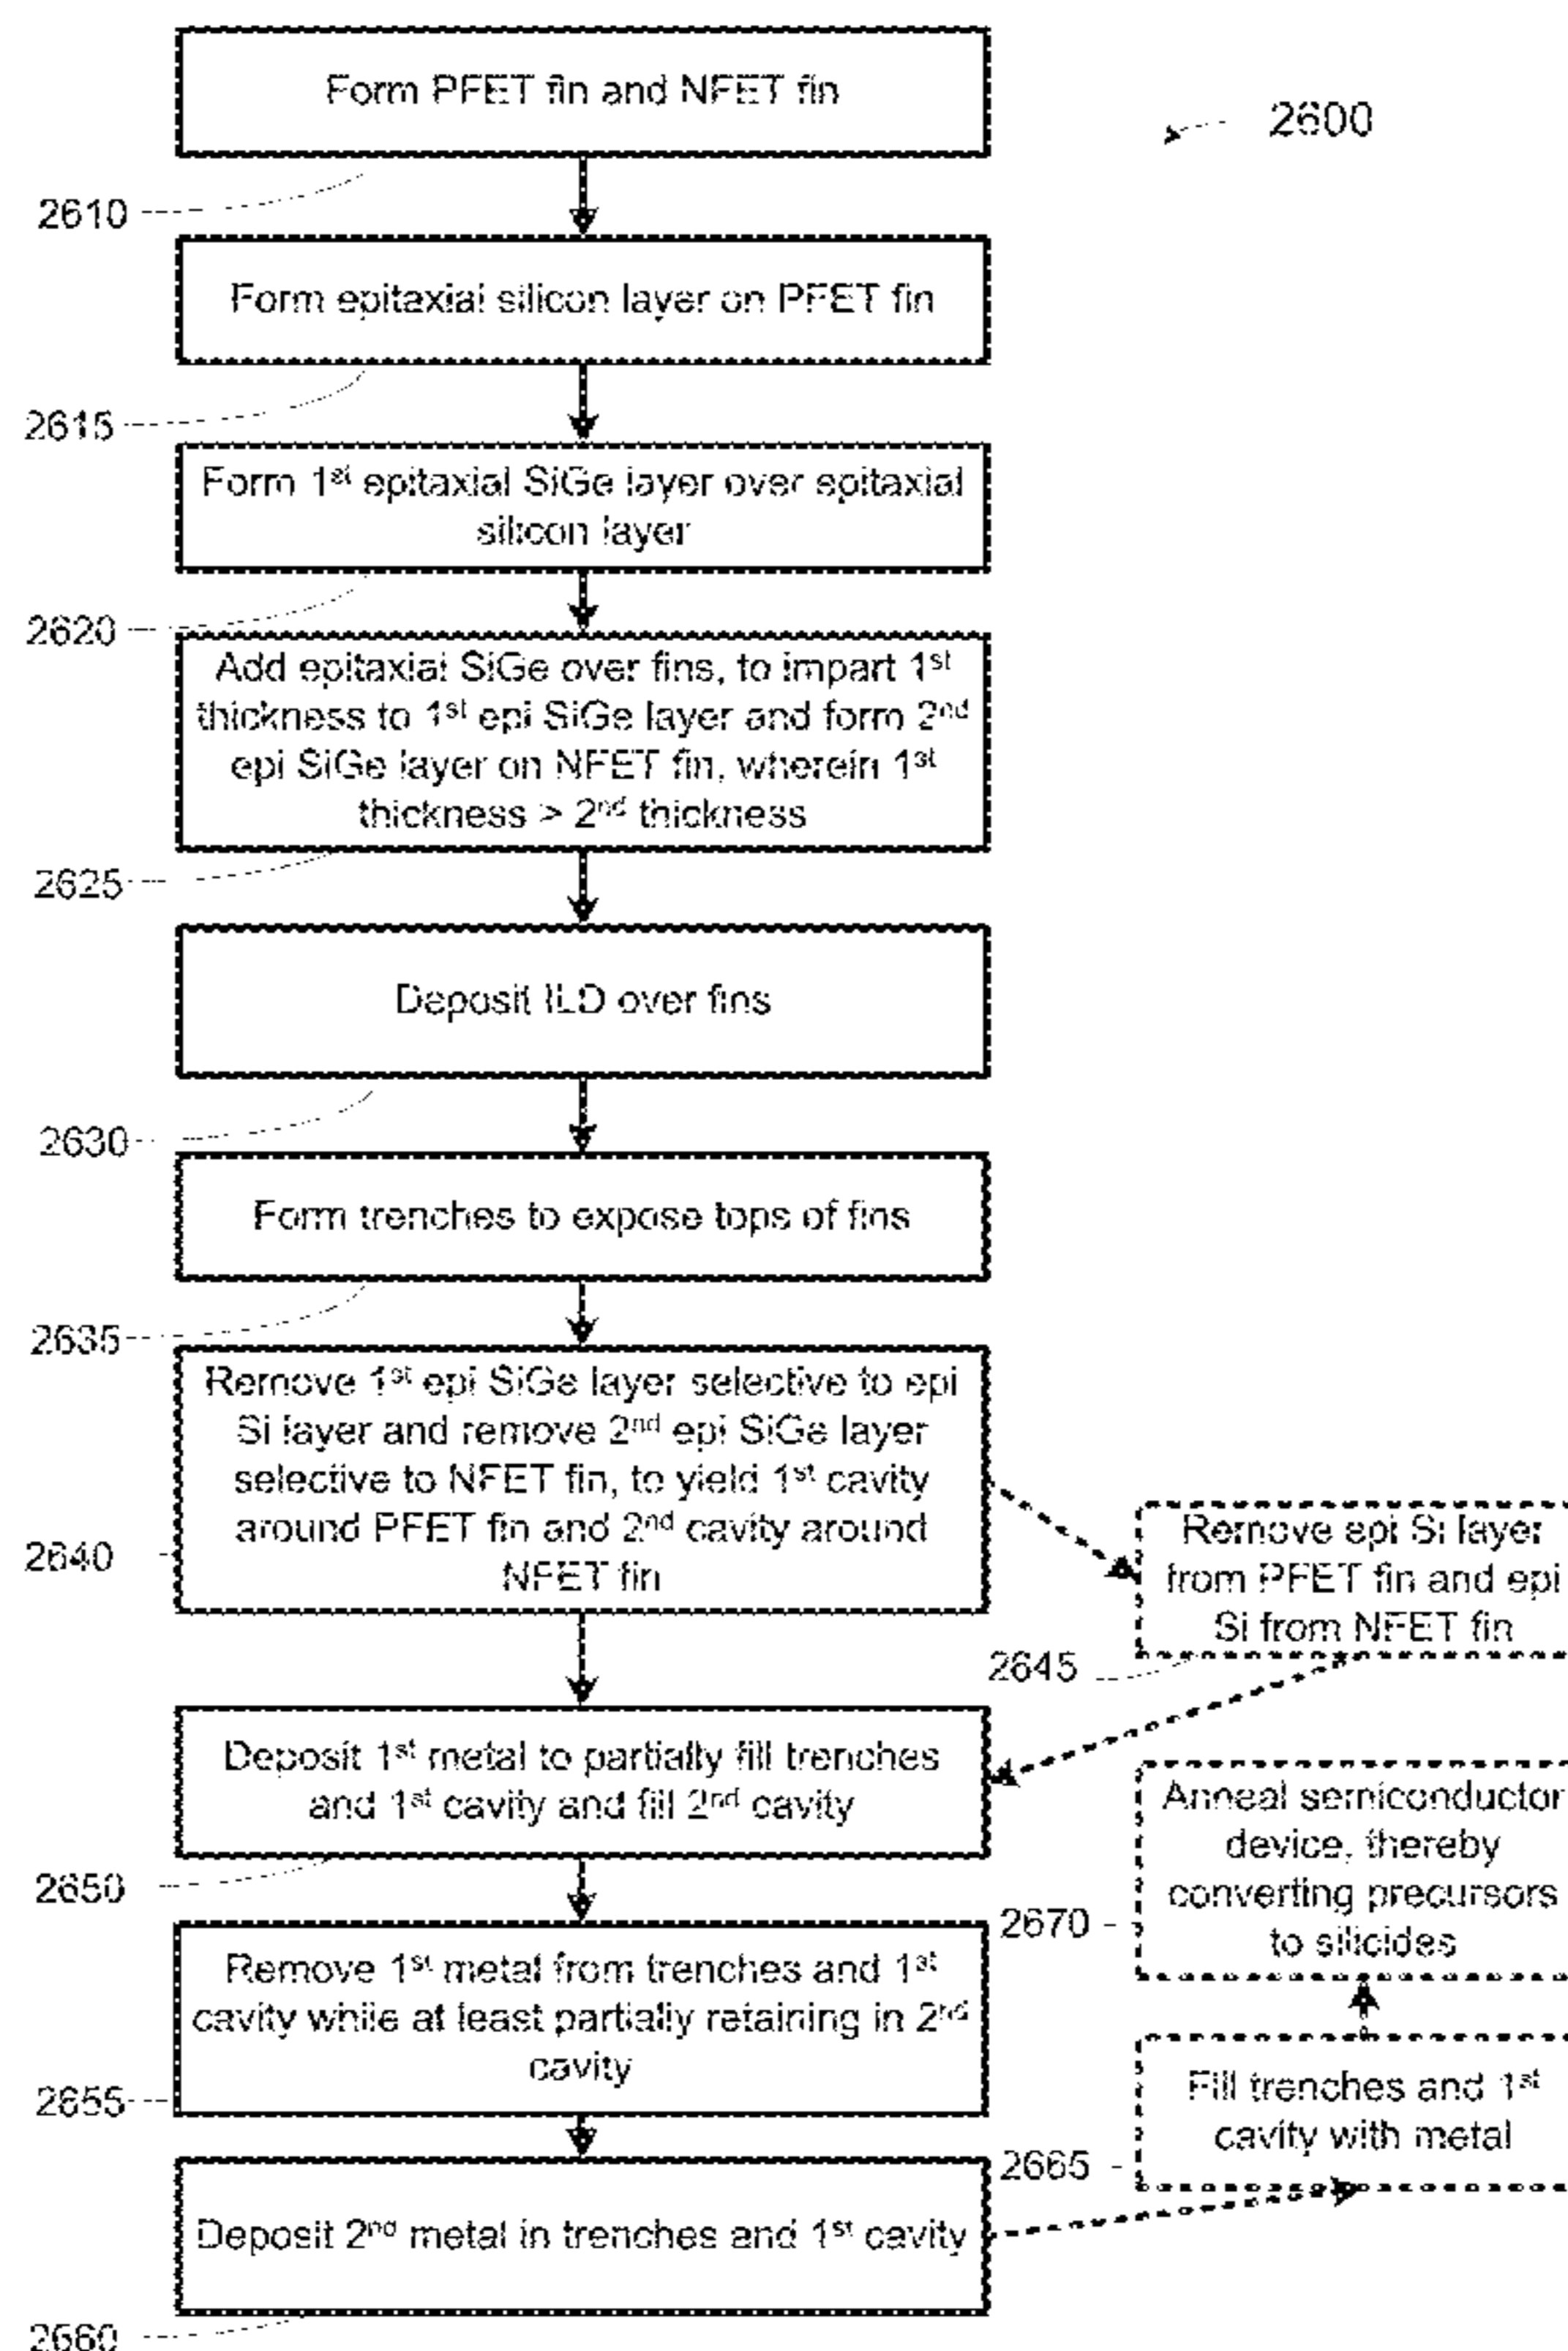 Form PFET fin and NFET fin
2600
2610
Form epitaxial silicon layer on PFET fin
2615
Form 1st epitaxial SiGe layer over epitaxial
silicon layer
2620
Add epitaxial SiGe over fins, to impart 1st
thickness to 1st epi SiGe layer and form 2nd
epi SiGe layer on NFET fin, wherein 1st
thickness > 2nd thickness
2625
Deposit ILD over fins
2630
Form trenches to expose tops of fins
2635
Remove 1st epi SiGe layer selective to epi
Si layer and remove 2nd epi SiGe layer
selective to NFET fin, to yield 1st cavity
around PFET fin and 2nd cavity around
NFET fin
2640
Remove epi Si layer
from PFET fin and epi
Si from NFET fin
2645
Deposit 1st metal to partially fill trenches
and 1st cavity and fill 2nd cavity
2650
Remove 1st metal from trenches and 1st
cavity while at least partially retaining in 2nd
cavity
2655
Deposit 2nd metal in trenches and 1st cavity
2660
Fill trenches and 1st
cavity with metal
2665
Anneal semiconductor
device, thereby
converting precursors
to silicides
2670